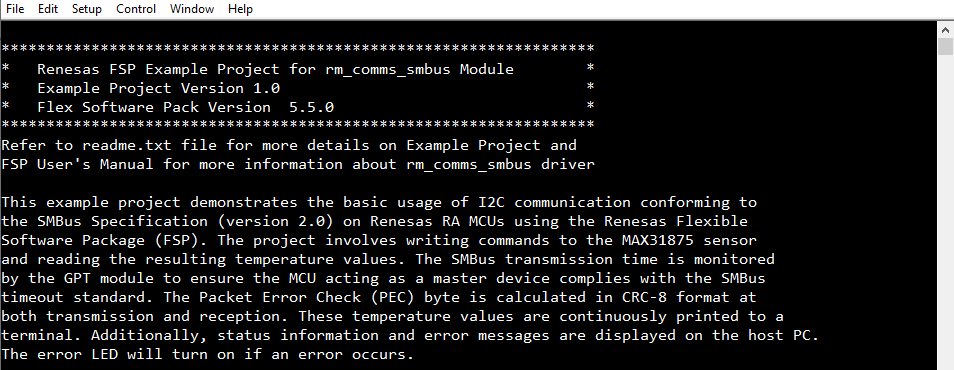 File Edit Setup Control Window Help
******************************************************************
*   Renesas FSP Example Project for rm_comms_smbus Module        *
*   Example Project Version 1.0                                  *
*   Flex Software Pack Version  5.5.0                            *
******************************************************************
Refer to readme.txt file for more details on Example Project and
FSP User's Manual for more information about rm_comms_smbus driver
This example project demonstrates the basic usage of I2C communication conforming to
the SMBus Specification (version 2.0) on Renesas RA MCUs using the Renesas Flexible
Software Package (FSP). The project involves writing commands to the MAX31875 sensor
and reading the resulting temperature values. The SMBus transmission time is monitored
by the GPT module to ensure the MCU acting as a master device complies with the SMBus
timeout standard. The Packet Error Check (PEC) byte is calculated in CRC-8 format at
both transmission and reception. These temperature values are continuously printed to a
terminal. Additionally, status information and error messages are displayed on the host PC.
The error LED will turn on if an error occurs.